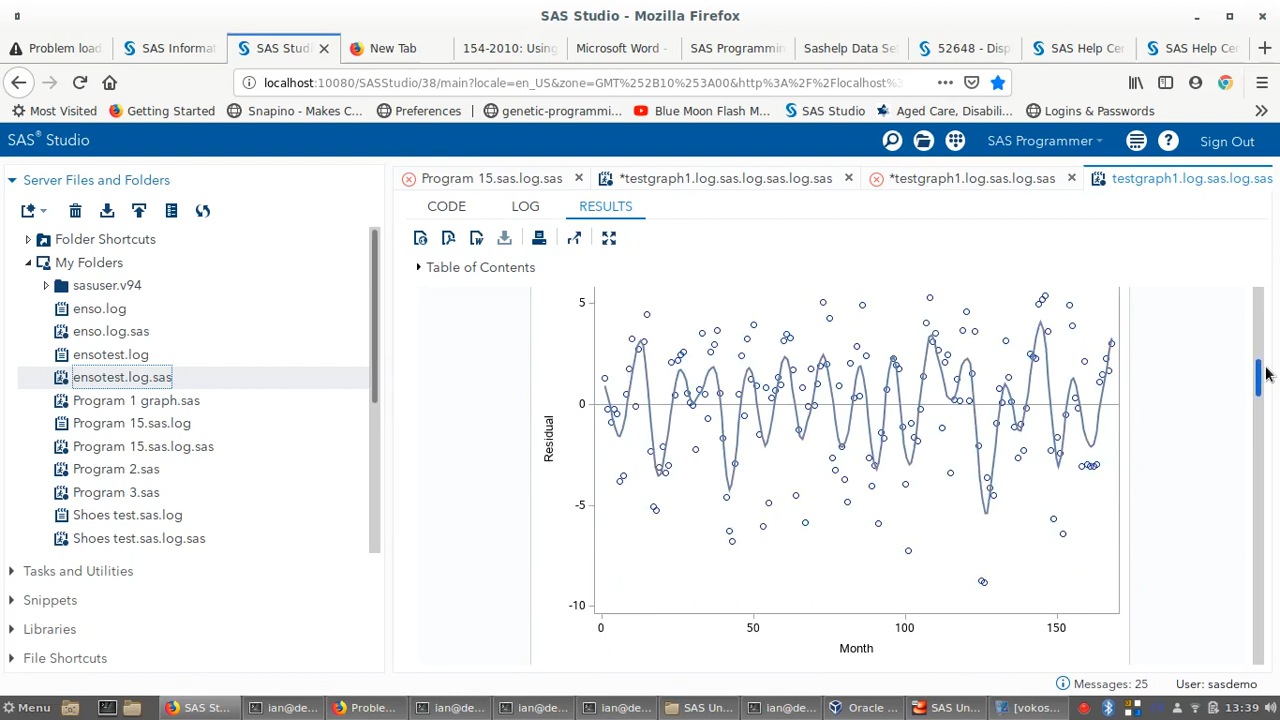 SAS Studio - Mozilla Firefox
Problem load
SAS Informat
SAS Studi
New Tab
154-2010: Using
Microsoft Word -
SAS Programmin
Sashelp Data Se
52648 - Disp
SAS Help Cen
SAS Help Cen
localhost:10080/SASStudio/38/main?locale=en_US&zone=GMT%252B10%253A00&http%3A%2F%2Flocalhost
Most Visited
Getting Started
Snapino - Makes C...
Preferences
genetic-programmi...
Blue Moon Flash M...
SAS Studio
Aged Care, Disabili...
Logins & Passwords
SAS® Studio
SAS Programmer
Sign Out
Server Files and Folders
Program 15.sas.log.sas
*testgraph1.log.sas.log.sas.log.sas
*testgraph1.log.sas.log.sas
testgraph1.log.sas.log.sas
CODE
LOG
RESULTS
Folder Shortcuts
My Folders
sasuser.v94
enso.log
enso.log.sas
ensotest.log
ensotest.log.sas
Program 1 graph.sas
Program 15.sas.log
Program 15.sas.log.sas
Program 2.sas
Program 3.sas
Shoes test.sas.log
Shoes test.sas.log.sas
Tasks and Utilities
Snippets
Libraries
File Shortcuts
Table of Contents
5
0
-5
-10
Residual
0
50
100
150
Month
Messages: 25
User: sasdemo
Menu
SAS St...
ian@de...
Proble...
ian@de...
ian@de...
ian@de...
SAS Un...
ian@de...
Oracle ...
SAS Un...
[vokos...
13:39